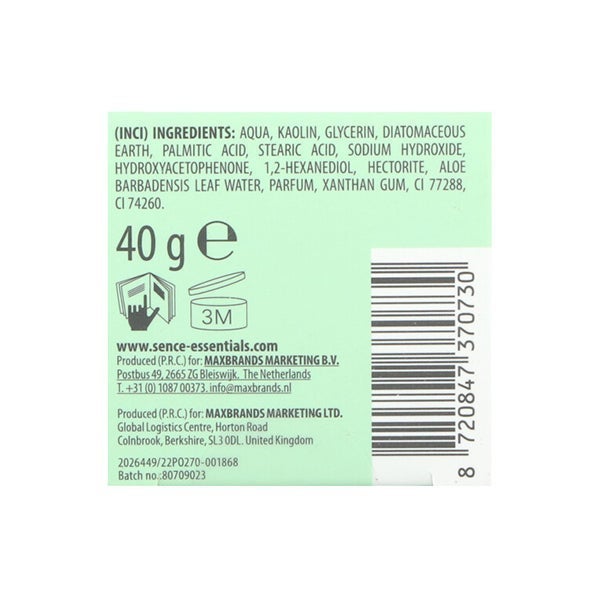 (INCI) INGREDIENTS: AQUA, KAOLIN, GLYCERIN, DIATOMACEOUS
EARTH, PALMITIC ACID, STEARIC ACID, SODIUM HYDROXIDE,
HYDROXYACETOPHENONE, 1,2-HEXANEDIOL, HECTORITE, ALOE
BARBADENSIS LEAF WATER, PARFUM, XANTHAN GUM, CI 77288,
CI 74260.
40 g ℮
3M
www.sence-essentials.com
Produced (P.R.C.) for: MAXBRANDS MARKETING B.V.
Postbus 49, 2665 ZG Bleiswijk. The Netherlands
T. +31 (0) 1087 00373. info@maxbrands.nl
Produced (P.R.C.) for: MAXBRANDS MARKETING LTD.
Global Logistics Centre, Horton Road
Colnbrook, Berkshire, SL3 0DL. United Kingdom
2026449/22PO270-001868
Batch no.:80709023
8 720847 370730